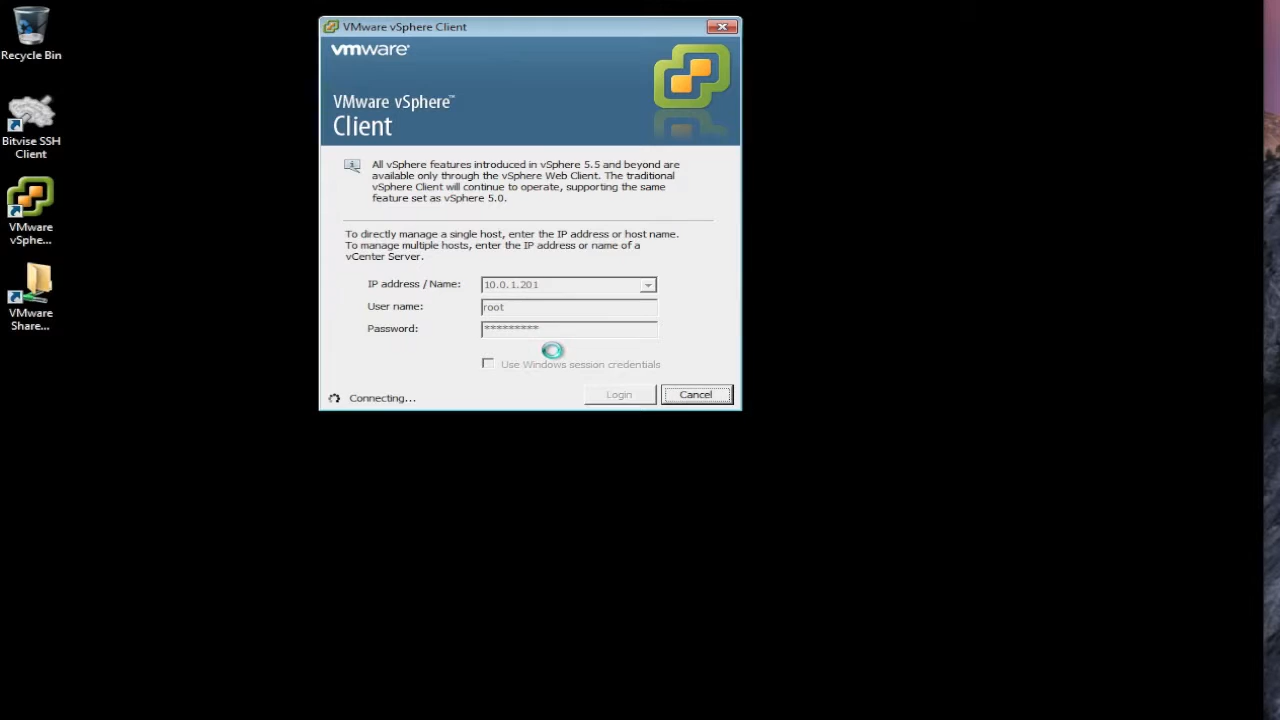 Recycle Bin
Bitvise SSH
Client
VMware
vSphe...
VMware
Share...
VMware vSphere Client
vmware®
VMware vSphere™
Client
All vSphere features introduced in vSphere 5.5 and beyond are
available only through the vSphere Web Client. The traditional
vSphere Client will continue to operate, supporting the same
feature set as vSphere 5.0.
To directly manage a single host, enter the IP address or host name.
To manage multiple hosts, enter the IP address or name of a
vCenter Server.
IP address / Name: 10.0.1.201
User name: root
Password: *********
Use Windows session credentials
Connecting... Login Cancel